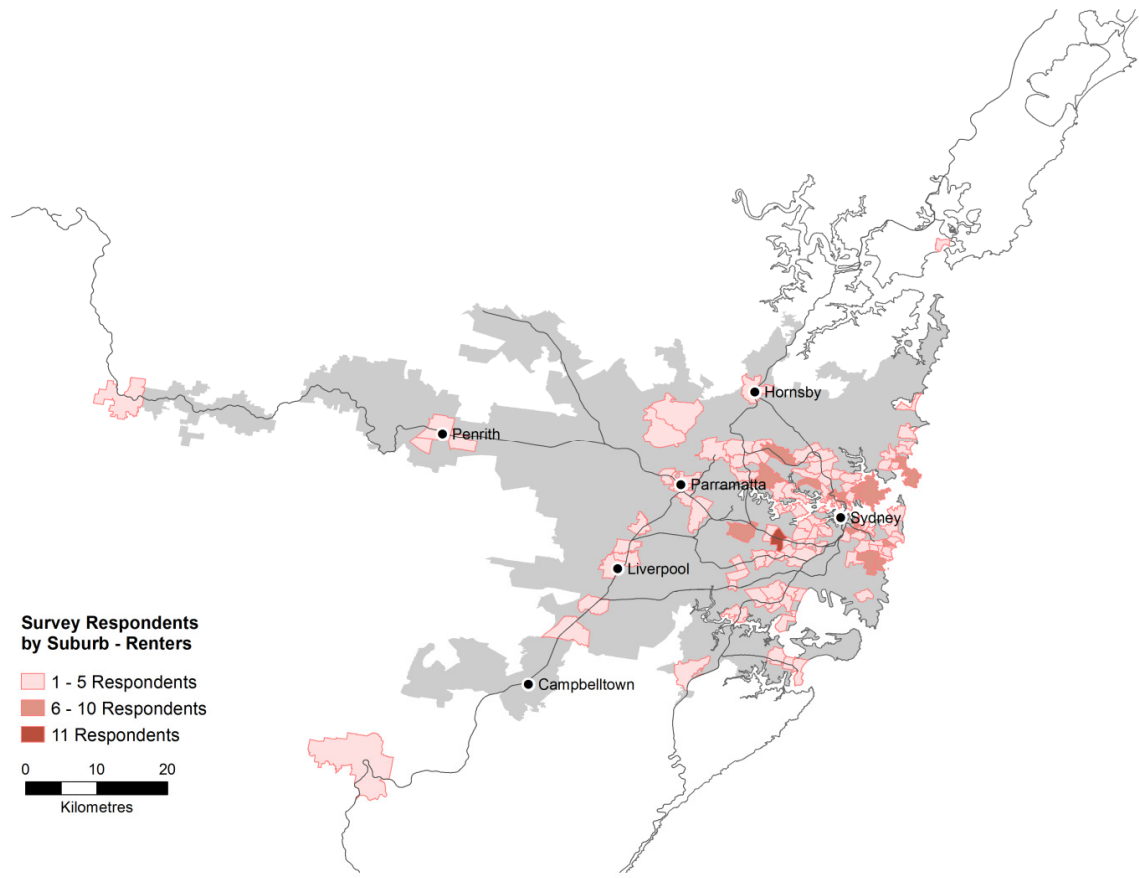 Hornsby
Penrith
Parramatta
Sydney
Liverpool
Campbelltown
Survey Respondents
by Suburb - Renters
1 - 5 Respondents
6 - 10 Respondents
11 Respondents
0 10 20
Kilometres